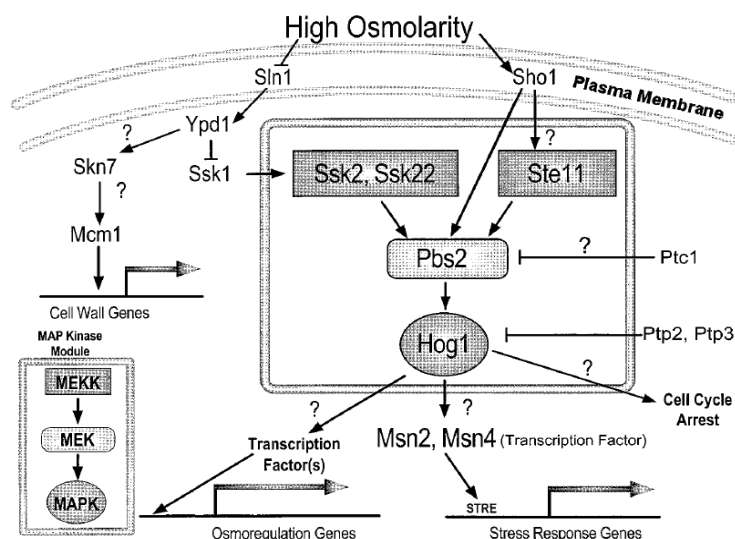 High Osmolarity
Sln1
Sho1
Plasma Membrane
Ypd1
?
?
Skn7
Ssk1
Ssk2, Ssk22
Ste11
?
Mcm1
Pbs2
?
Ptc1
Cell Wall Genes
MAP Kinase
Module
Hog1
Ptp2, Ptp3
MEKK
?
Cell Cycle
Arrest
?
?
MEK
Transcription
Factor(s)
Msn2, Msn4 (Transcription Factor)
MAPK
STRE
Osmoregulation Genes
Stress Response Genes